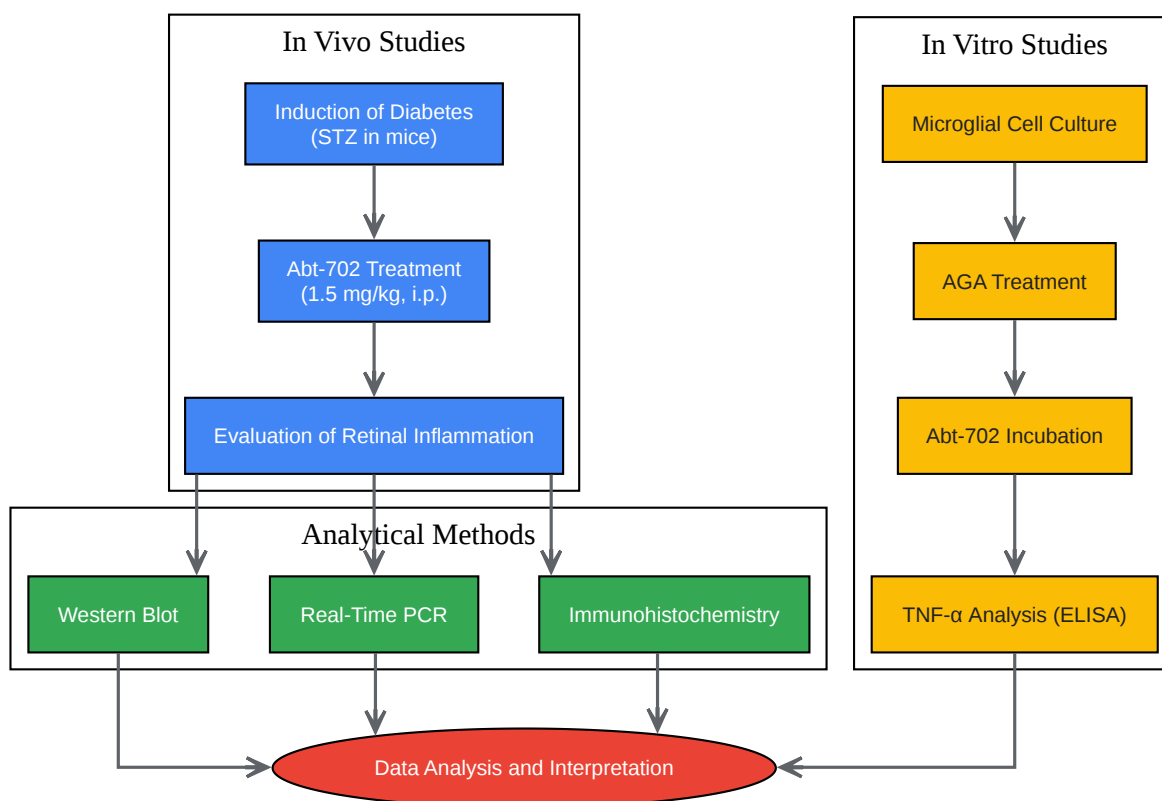 In Vivo Studies
Induction of Diabetes
(STZ in mice)
Abt-702 Treatment
(1.5 mg/kg, i.p.)
Evaluation of Retinal Inflammation
Analytical Methods
Western Blot
Real-Time PCR
Immunohistochemistry
In Vitro Studies
Microglial Cell Culture
AGA Treatment
Abt-702 Incubation
TNF-α Analysis (ELISA)
Data Analysis and Interpretation